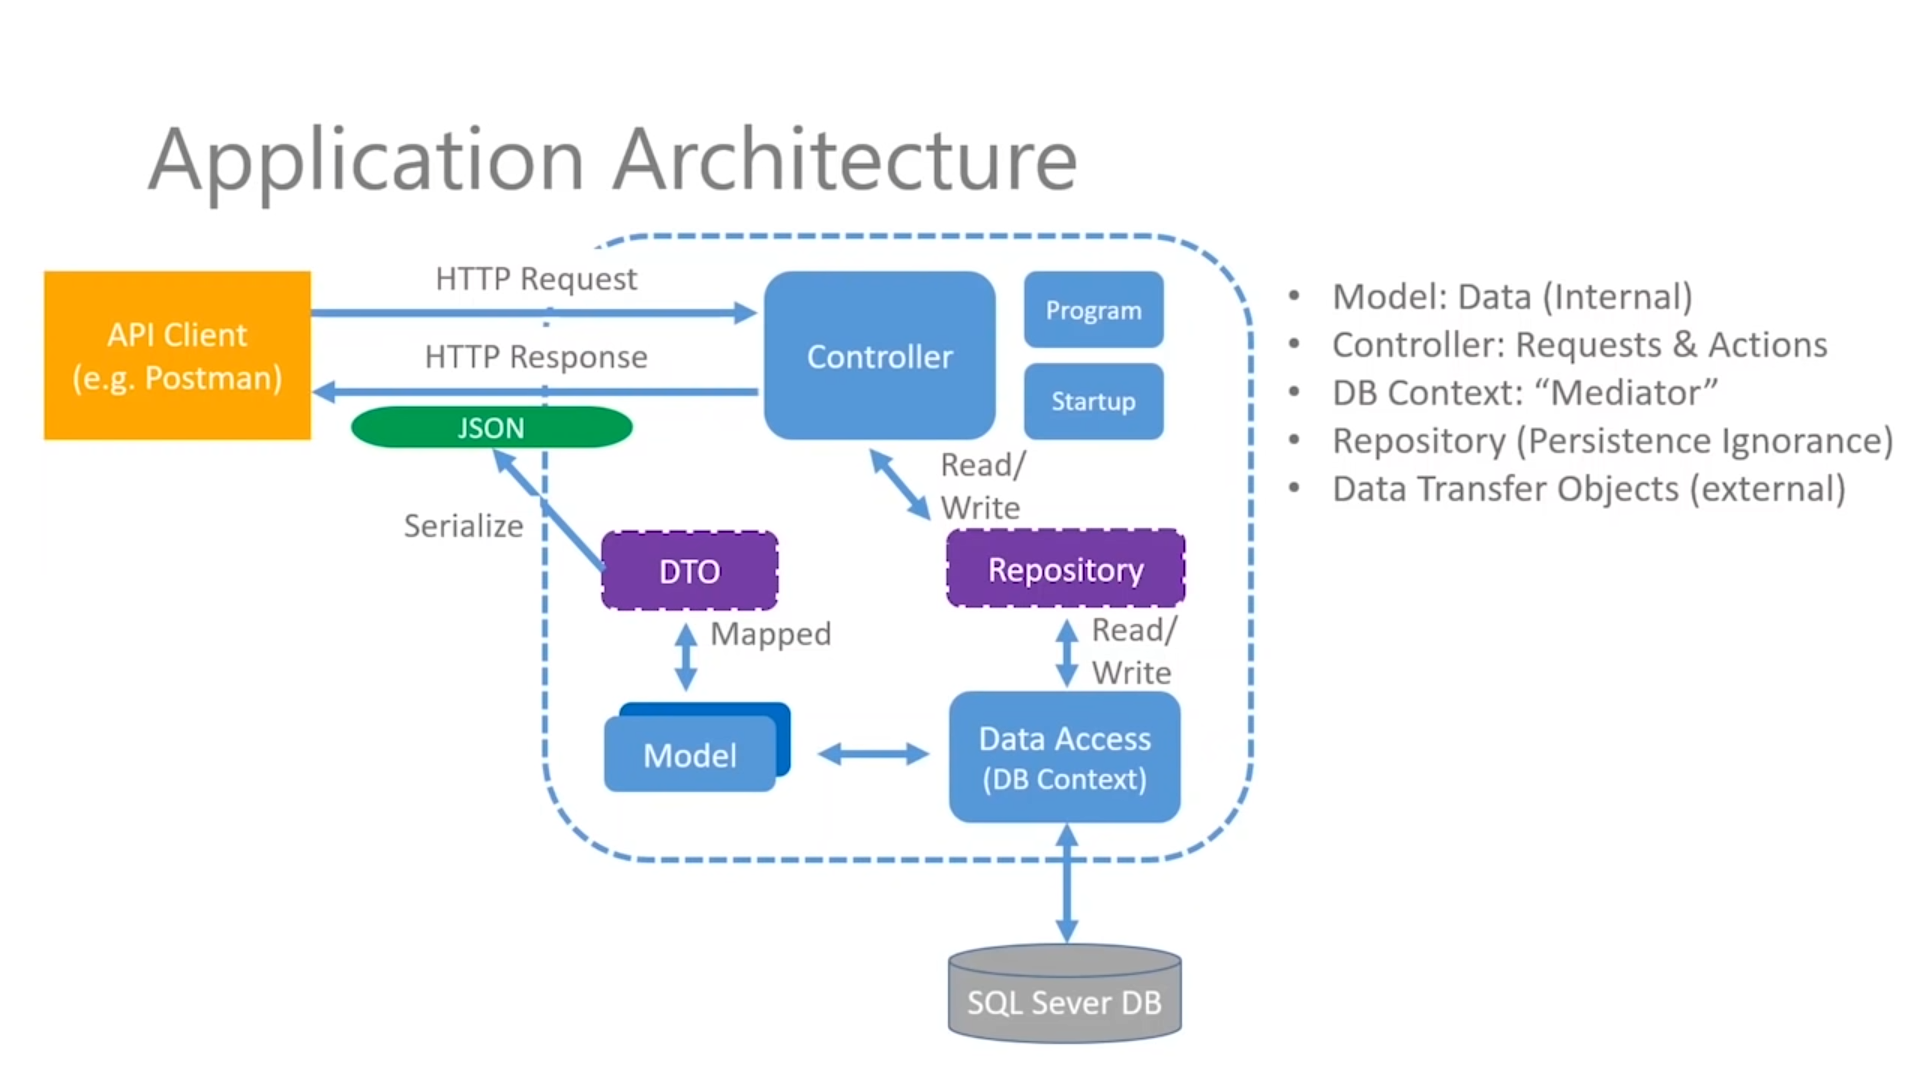 Application Architecture
HTTP Request
API Client
(e.g. Postman)
HTTP Response
JSON
Controller
Program
Startup
Read/
Write
Serialize
DTO
Repository
Mapped
Read/
Write
Model
Data Access
(DB Context)
SQL Sever DB
• Model: Data (Internal)
• Controller: Requests & Actions
• DB Context: “Mediator”
• Repository (Persistence Ignorance)
• Data Transfer Objects (external)